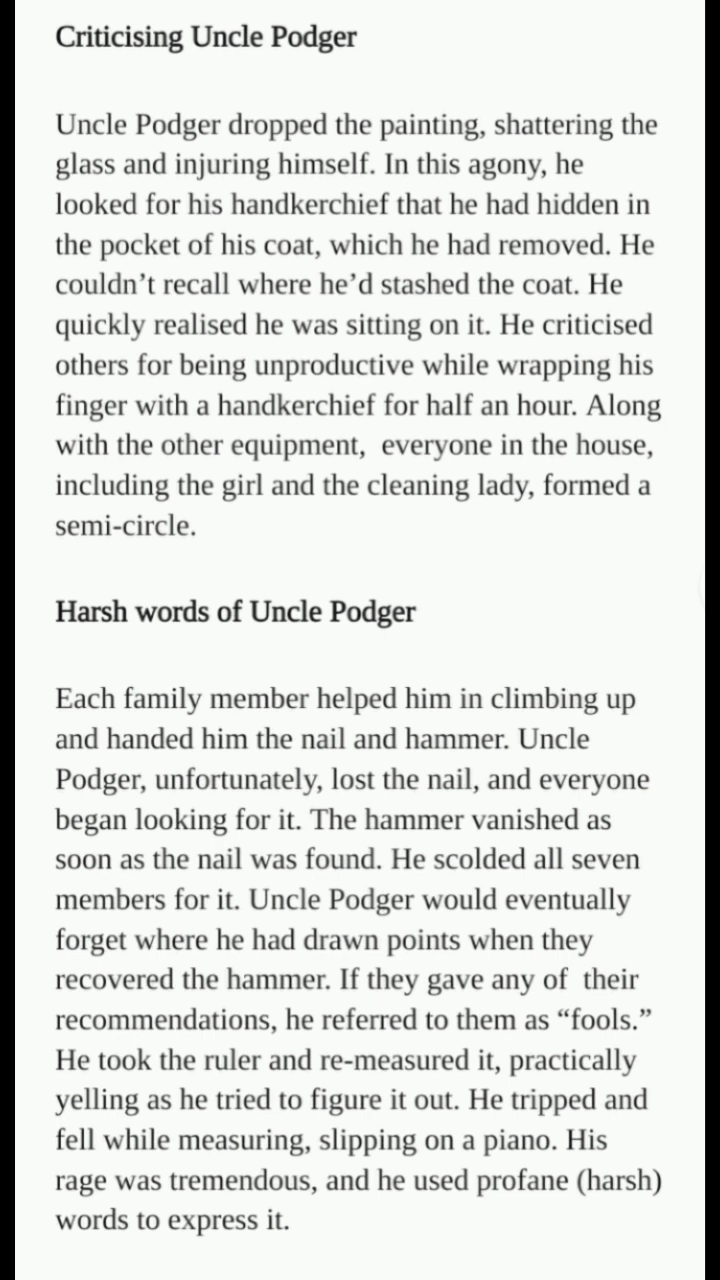 Criticising Uncle Podger
Uncle Podger dropped the painting, shattering the
glass and injuring himself. In this agony, he
looked for his handkerchief that he had hidden in
the pocket of his coat, which he had removed. He
couldn’t recall where he’d stashed the coat. He
quickly realised he was sitting on it. He criticised
others for being unproductive while wrapping his
finger with a handkerchief for half an hour. Along
with the other equipment,  everyone in the house,
including the girl and the cleaning lady, formed a
semi-circle.
Harsh words of Uncle Podger
Each family member helped him in climbing up
and handed him the nail and hammer. Uncle
Podger, unfortunately, lost the nail, and everyone
began looking for it. The hammer vanished as
soon as the nail was found. He scolded all seven
members for it. Uncle Podger would eventually
forget where he had drawn points when they
recovered the hammer. If they gave any of  their
recommendations, he referred to them as “fools.”
He took the ruler and re-measured it, practically
yelling as he tried to figure it out. He tripped and
fell while measuring, slipping on a piano. His
rage was tremendous, and he used profane (harsh)
words to express it.